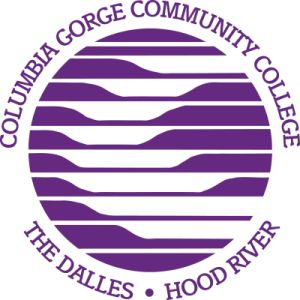 COLUMBIA GORGE COMMUNITY COLLEGE
THE DALLES • HOOD RIVER